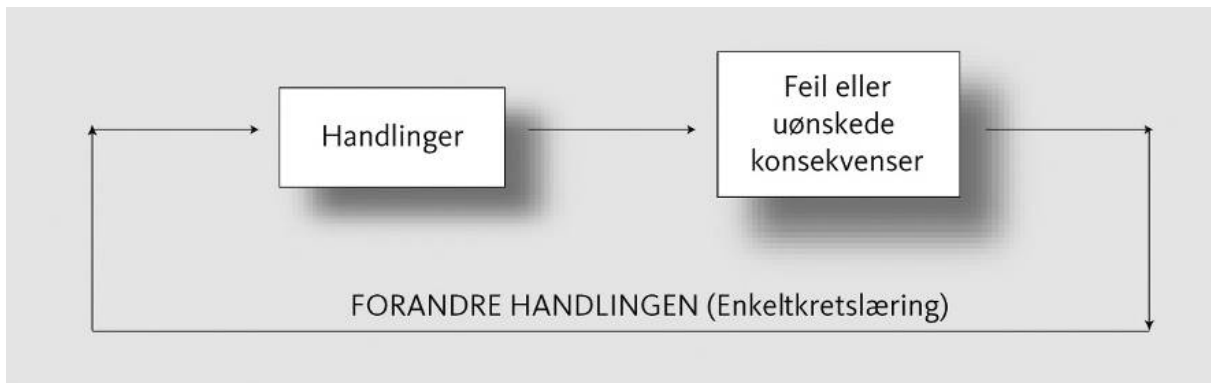 Handlinger
Feil eller
uønskede
konsekvenser
FORANDRE HANDLINGEN (Enkeltkretslæring)